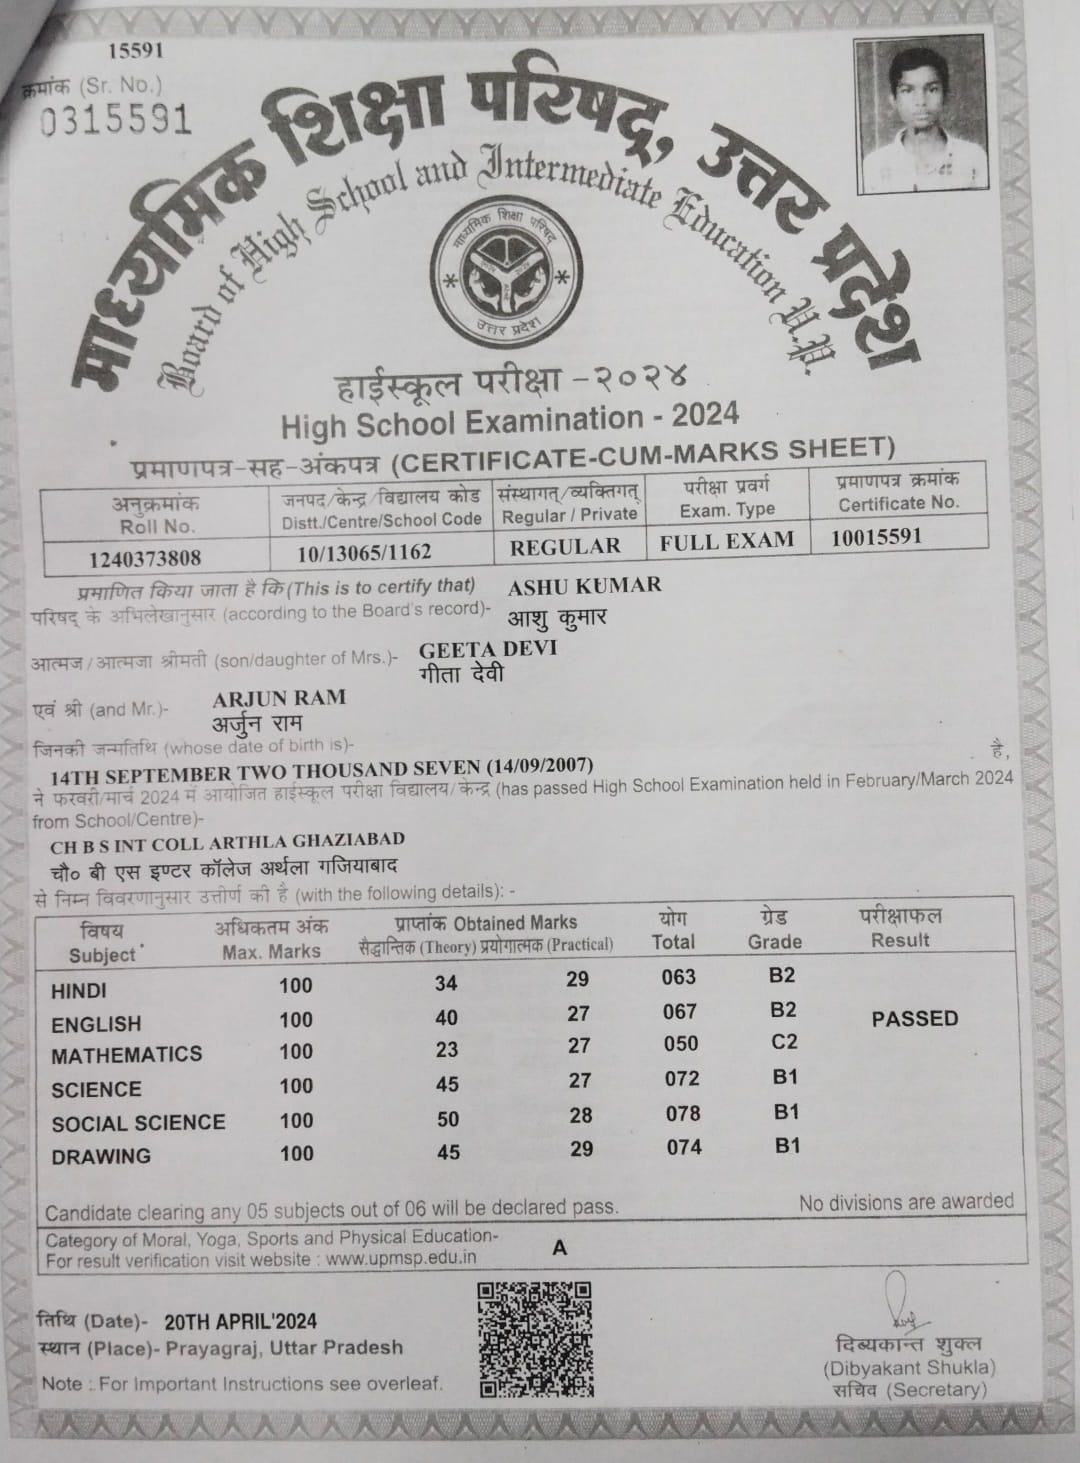 15591
क्रमांक (Sr. No.)
0315591
माध्यमिक शिक्षा परिषद्, उत्तर प्रदेश
Board of High School and Intermediate Education U.P.
माध्यमिक शिक्षा परिषद
उत्तर प्रदेश
हाईस्कूल परीक्षा -२०२४
High School Examination - 2024
प्रमाणपत्र-सह-अंकपत्र (CERTIFICATE-CUM-MARKS SHEET)
अनुक्रमांक जनपद/केन्द्र/विद्यालय कोड संस्थागत/व्यक्तिगत् परीक्षा प्रवर्ग प्रमाणपत्र क्रमांक
Roll No. Distt./Centre/School Code Regular / Private Exam. Type Certificate No.
1240373808 10/13065/1162 REGULAR FULL EXAM 10015591
प्रमाणित किया जाता है कि (This is to certify that) ASHU KUMAR
परिषद् के अभिलेखानुसार (according to the Board's record)- आशु कुमार
आत्मज/आत्मजा श्रीमती (son/daughter of Mrs.)- GEETA DEVI
गीता देवी
एवं श्री (and Mr.)- ARJUN RAM
अर्जुन राम
जिनकी जन्मतिथि (whose date of birth is)-
14TH SEPTEMBER TWO THOUSAND SEVEN (14/09/2007) है,
ने फरवरी/मार्च 2024 में आयोजित हाईस्कूल परीक्षा विद्यालय/केन्द्र (has passed High School Examination held in February/March 2024
from School/Centre)-
CH B S INT COLL ARTHLA GHAZIABAD
चौ० बी एस इण्टर कॉलेज अर्थला गजियाबाद
से निम्न विवरणानुसार उत्तीर्ण की है (with the following details): -
विषय अधिकतम अंक प्राप्तांक Obtained Marks योग ग्रेड परीक्षाफल
Subject Max. Marks सैद्धान्तिक (Theory) प्रयोगात्मक (Practical) Total Grade Result
HINDI 100 34 29 063 B2
ENGLISH 100 40 27 067 B2 PASSED
MATHEMATICS 100 23 27 050 C2
SCIENCE 100 45 27 072 B1
SOCIAL SCIENCE 100 50 28 078 B1
DRAWING 100 45 29 074 B1
Candidate clearing any 05 subjects out of 06 will be declared pass. No divisions are awarded
Category of Moral, Yoga, Sports and Physical Education- A
For result verification visit website : www.upmsp.edu.in
तिथि (Date)- 20TH APRIL'2024
स्थान (Place)- Prayagraj, Uttar Pradesh
Note : For Important Instructions see overleaf.
दिब्यकान्त शुक्ल
(Dibyakant Shukla)
सचिव (Secretary)